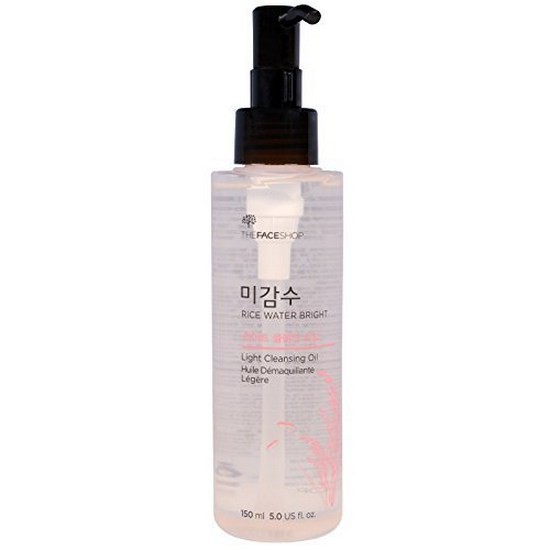 THEFACESHOP
미감수
RICE WATER BRIGHT
Light Cleansing Oil
Huile Démaquillante
Légère
150 ml 5.0 US fl. oz.